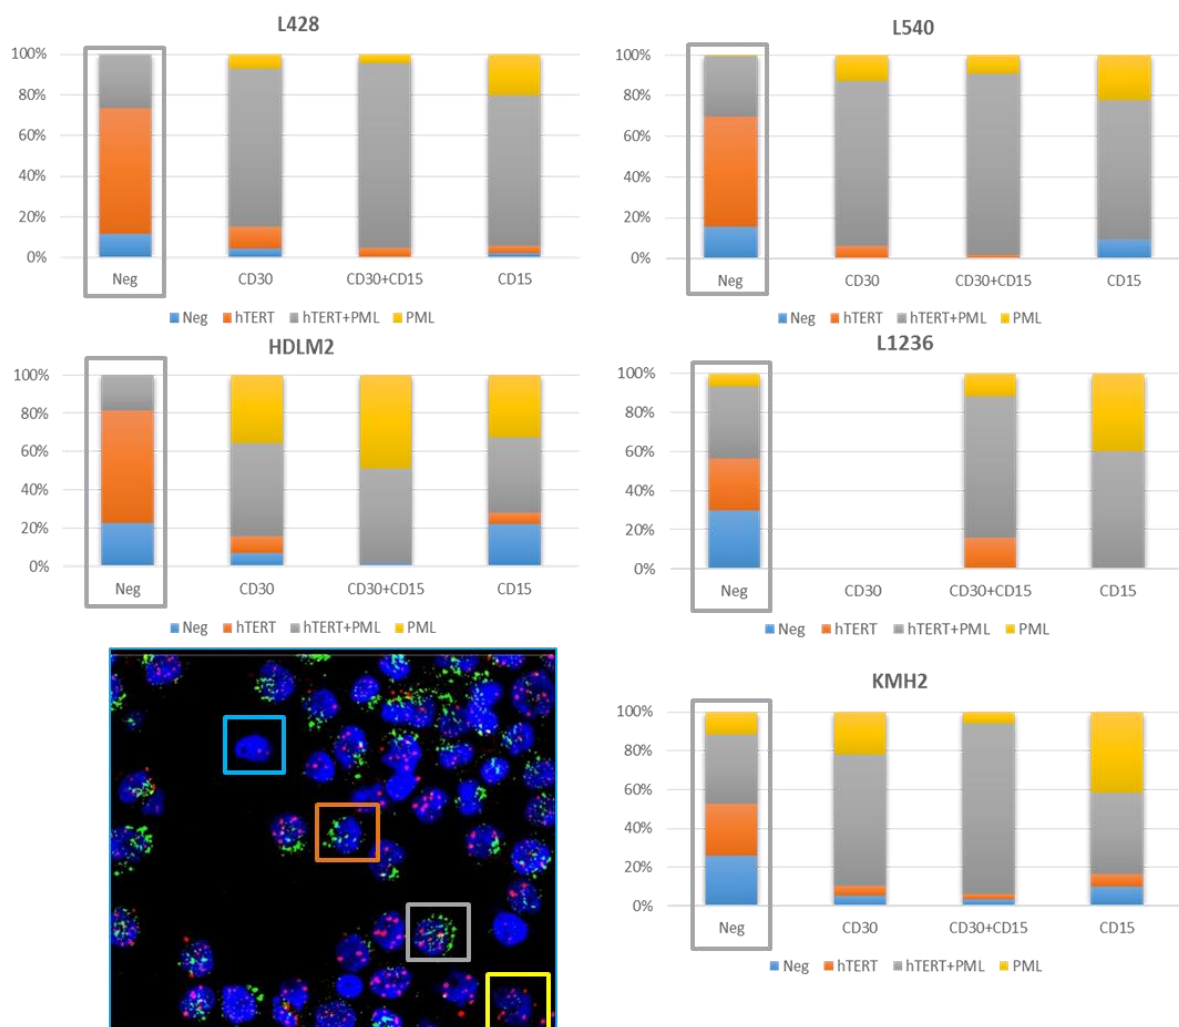 L428
100%
80%
60%
40%
20%
0%
Neg CD30 CD30+CD15 CD15
Neg hTERT hTERT+PML PML
L540
100%
80%
60%
40%
20%
0%
Neg CD30 CD30+CD15 CD15
Neg hTERT hTERT+PML PML
HDLM2
100%
80%
60%
40%
20%
0%
Neg CD30 CD30+CD15 CD15
Neg hTERT hTERT+PML PML
L1236
100%
80%
60%
40%
20%
0%
Neg CD30 CD30+CD15 CD15
Neg hTERT hTERT+PML PML
KMH2
100%
80%
60%
40%
20%
0%
Neg CD30 CD30+CD15 CD15
Neg hTERT hTERT+PML PML